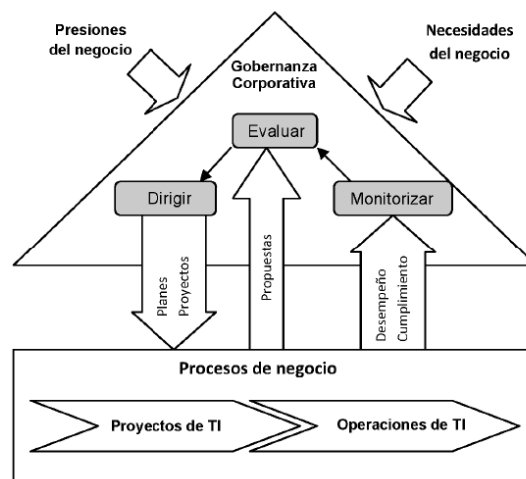 Presiones
del negocio
Necesidades
del negocio
Gobernanza
Corporativa
Evaluar
Dirigir
Monitorizar
Planes
Proyectos
Propuestas
Desempeño
Cumplimiento
Procesos de negocio
Proyectos de TI
Operaciones de TI